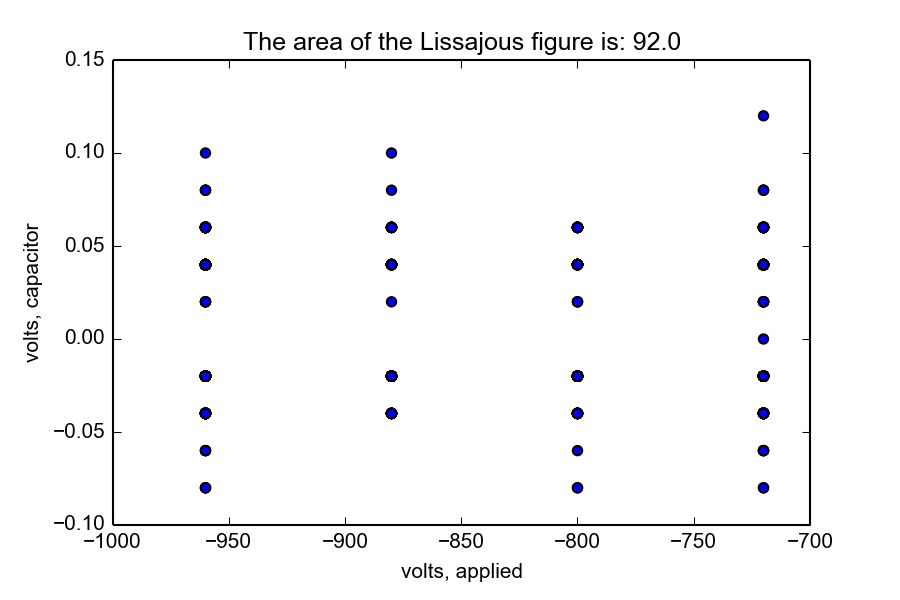 The area of the Lissajous figure is: 92.0
0.15
0.10
0.05
0.00
−0.05
−0.10
volts, capacitor
−1000 −950 −900 −850 −800 −750 −700
volts, applied